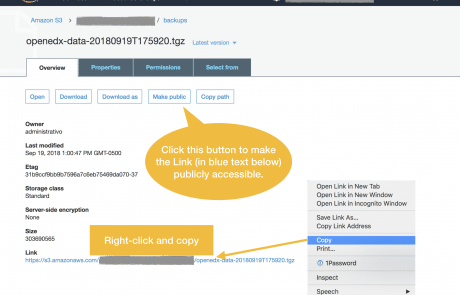 Amazon S3 > / backups
openedx-data-20180919T175920.tgz Latest version
Overview Properties Permissions Select from
Open Download Download as Make public Copy path
Owner
administrativo
Last modified
Sep 19, 2018 1:00:47 PM GMT-0500
Etag
31b9ccf9bb9b7596a7c6eb75469da070-37
Storage class
Standard
Server-side encryption
None
Size
303690565
Link
https://s3.amazonaws.com/ /openedx-data-20180919T175920.tgz
Click this button to make
the Link (in blue text below)
publicly accessible.
Right-click and copy
Open Link in New Tab
Open Link in New Window
Open Link in Incognito Window
Save Link As...
Copy Link Address
Copy
Print...
1Password
Inspect
Speech